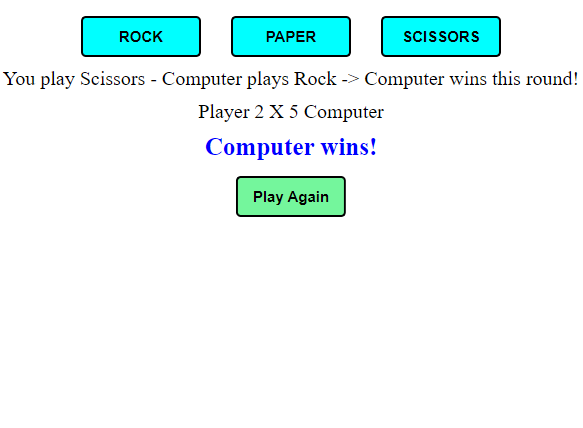 ROCK PAPER SCISSORS
You play Scissors - Computer plays Rock -> Computer wins this round!
Player 2 X 5 Computer
Computer wins!
Play Again